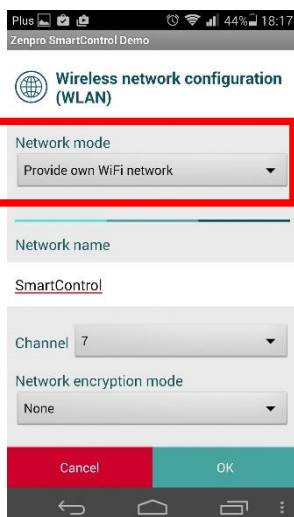 Plus 44% 18:17
Zenpro SmartControl Demo
Wireless network configuration
(WLAN)
Network mode
Provide own WiFi network
Network name
SmartControl
Channel 7
Network encryption mode
None
Cancel OK